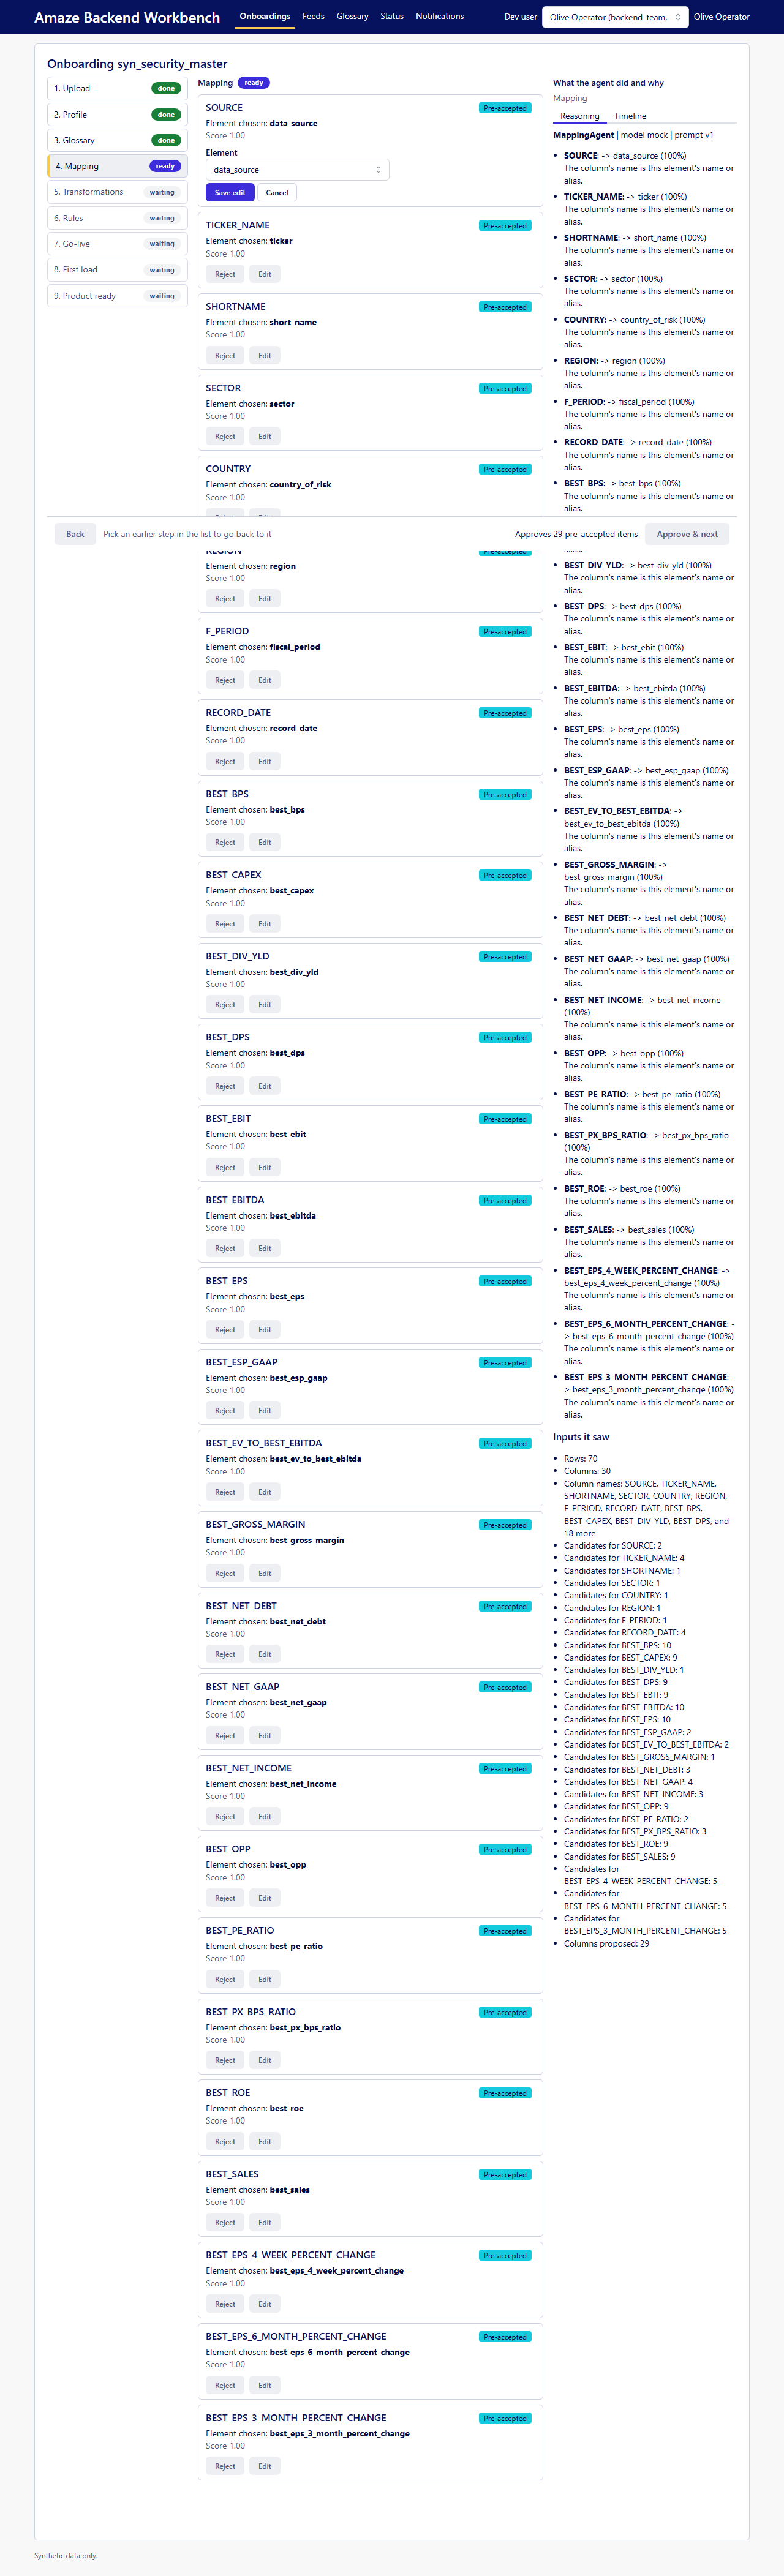 Amaze Backend Workbench
Onboardings Feeds Glossary Status Notifications
Dev user Olive Operator (backend_team, Olive Operator
Onboarding syn_security_master
1. Upload done
2. Profile done
3. Glossary done
4. Mapping ready
5. Transformations waiting
6. Rules waiting
7. Go-live waiting
8. First load waiting
9. Product ready waiting
Mapping ready
SOURCE Pre-accepted
Element chosen: data_source
Score 1.00
Element
data_source
Save edit Cancel
TICKER_NAME Pre-accepted
Element chosen: ticker
Score 1.00
Reject Edit
SHORTNAME Pre-accepted
Element chosen: short_name
Score 1.00
Reject Edit
SECTOR Pre-accepted
Element chosen: sector
Score 1.00
Reject Edit
COUNTRY Pre-accepted
Element chosen: country_of_risk
Score 1.00
Back Pick an earlier step in the list to go back to it Approves 29 pre-accepted items Approve & next
REGION Pre-accepted
Element chosen: region
Score 1.00
Reject Edit
F_PERIOD Pre-accepted
Element chosen: fiscal_period
Score 1.00
Reject Edit
RECORD_DATE Pre-accepted
Element chosen: record_date
Score 1.00
Reject Edit
BEST_BPS Pre-accepted
Element chosen: best_bps
Score 1.00
Reject Edit
BEST_CAPEX Pre-accepted
Element chosen: best_capex
Score 1.00
Reject Edit
BEST_DIV_YLD Pre-accepted
Element chosen: best_div_yld
Score 1.00
Reject Edit
BEST_DPS Pre-accepted
Element chosen: best_dps
Score 1.00
Reject Edit
BEST_EBIT Pre-accepted
Element chosen: best_ebit
Score 1.00
Reject Edit
BEST_EBITDA Pre-accepted
Element chosen: best_ebitda
Score 1.00
Reject Edit
BEST_EPS Pre-accepted
Element chosen: best_eps
Score 1.00
Reject Edit
BEST_ESP_GAAP Pre-accepted
Element chosen: best_esp_gaap
Score 1.00
Reject Edit
BEST_EV_TO_BEST_EBITDA Pre-accepted
Element chosen: best_ev_to_best_ebitda
Score 1.00
Reject Edit
BEST_GROSS_MARGIN Pre-accepted
Element chosen: best_gross_margin
Score 1.00
Reject Edit
BEST_NET_DEBT Pre-accepted
Element chosen: best_net_debt
Score 1.00
Reject Edit
BEST_NET_GAAP Pre-accepted
Element chosen: best_net_gaap
Score 1.00
Reject Edit
BEST_NET_INCOME Pre-accepted
Element chosen: best_net_income
Score 1.00
Reject Edit
BEST_OPP Pre-accepted
Element chosen: best_opp
Score 1.00
Reject Edit
BEST_PE_RATIO Pre-accepted
Element chosen: best_pe_ratio
Score 1.00
Reject Edit
BEST_PX_BPS_RATIO Pre-accepted
Element chosen: best_px_bps_ratio
Score 1.00
Reject Edit
BEST_ROE Pre-accepted
Element chosen: best_roe
Score 1.00
Reject Edit
BEST_SALES Pre-accepted
Element chosen: best_sales
Score 1.00
Reject Edit
BEST_EPS_4_WEEK_PERCENT_CHANGE Pre-accepted
Element chosen: best_eps_4_week_percent_change
Score 1.00
Reject Edit
BEST_EPS_6_MONTH_PERCENT_CHANGE Pre-accepted
Element chosen: best_eps_6_month_percent_change
Score 1.00
Reject Edit
BEST_EPS_3_MONTH_PERCENT_CHANGE Pre-accepted
Element chosen: best_eps_3_month_percent_change
Score 1.00
Reject Edit
What the agent did and why
Mapping
Reasoning Timeline
MappingAgent | model mock | prompt v1
SOURCE: -> data_source (100%)
The column's name is this element's name or
alias.
TICKER_NAME: -> ticker (100%)
The column's name is this element's name or
alias.
SHORTNAME: -> short_name (100%)
The column's name is this element's name or
alias.
SECTOR: -> sector (100%)
The column's name is this element's name or
alias.
COUNTRY: -> country_of_risk (100%)
The column's name is this element's name or
alias.
REGION: -> region (100%)
The column's name is this element's name or
alias.
F_PERIOD: -> fiscal_period (100%)
The column's name is this element's name or
alias.
RECORD_DATE: -> record_date (100%)
The column's name is this element's name or
alias.
BEST_BPS: -> best_bps (100%)
The column's name is this element's name or
alias.
alias.
BEST_DIV_YLD: -> best_div_yld (100%)
The column's name is this element's name or
alias.
BEST_DPS: -> best_dps (100%)
The column's name is this element's name or
alias.
BEST_EBIT: -> best_ebit (100%)
The column's name is this element's name or
alias.
BEST_EBITDA: -> best_ebitda (100%)
The column's name is this element's name or
alias.
BEST_EPS: -> best_eps (100%)
The column's name is this element's name or
alias.
BEST_ESP_GAAP: -> best_esp_gaap (100%)
The column's name is this element's name or
alias.
BEST_EV_TO_BEST_EBITDA: ->
best_ev_to_best_ebitda (100%)
The column's name is this element's name or
alias.
BEST_GROSS_MARGIN: ->
best_gross_margin (100%)
The column's name is this element's name or
alias.
BEST_NET_DEBT: -> best_net_debt (100%)
The column's name is this element's name or
alias.
BEST_NET_GAAP: -> best_net_gaap (100%)
The column's name is this element's name or
alias.
BEST_NET_INCOME: -> best_net_income
(100%)
The column's name is this element's name or
alias.
BEST_OPP: -> best_opp (100%)
The column's name is this element's name or
alias.
BEST_PE_RATIO: -> best_pe_ratio (100%)
The column's name is this element's name or
alias.
BEST_PX_BPS_RATIO: -> best_px_bps_ratio
(100%)
The column's name is this element's name or
alias.
BEST_ROE: -> best_roe (100%)
The column's name is this element's name or
alias.
BEST_SALES: -> best_sales (100%)
The column's name is this element's name or
alias.
BEST_EPS_4_WEEK_PERCENT_CHANGE: ->
best_eps_4_week_percent_change (100%)
The column's name is this element's name or
alias.
BEST_EPS_6_MONTH_PERCENT_CHANGE: -
> best_eps_6_month_percent_change (100%)
The column's name is this element's name or
alias.
BEST_EPS_3_MONTH_PERCENT_CHANGE: -
> best_eps_3_month_percent_change (100%)
The column's name is this element's name or
alias.
Inputs it saw
Rows: 70
Columns: 30
Column names: SOURCE, TICKER_NAME,
SHORTNAME, SECTOR, COUNTRY, REGION,
F_PERIOD, RECORD_DATE, BEST_BPS,
BEST_CAPEX, BEST_DIV_YLD, BEST_DPS, and
18 more
Candidates for SOURCE: 2
Candidates for TICKER_NAME: 4
Candidates for SHORTNAME: 1
Candidates for SECTOR: 1
Candidates for COUNTRY: 1
Candidates for REGION: 1
Candidates for F_PERIOD: 1
Candidates for RECORD_DATE: 4
Candidates for BEST_BPS: 10
Candidates for BEST_CAPEX: 9
Candidates for BEST_DIV_YLD: 1
Candidates for BEST_DPS: 9
Candidates for BEST_EBIT: 9
Candidates for BEST_EBITDA: 10
Candidates for BEST_EPS: 10
Candidates for BEST_ESP_GAAP: 2
Candidates for BEST_EV_TO_BEST_EBITDA: 2
Candidates for BEST_GROSS_MARGIN: 1
Candidates for BEST_NET_DEBT: 3
Candidates for BEST_NET_GAAP: 4
Candidates for BEST_NET_INCOME: 3
Candidates for BEST_OPP: 9
Candidates for BEST_PE_RATIO: 2
Candidates for BEST_PX_BPS_RATIO: 3
Candidates for BEST_ROE: 9
Candidates for BEST_SALES: 9
Candidates for
BEST_EPS_4_WEEK_PERCENT_CHANGE: 5
Candidates for
BEST_EPS_6_MONTH_PERCENT_CHANGE: 5
Candidates for
BEST_EPS_3_MONTH_PERCENT_CHANGE: 5
Columns proposed: 29
Synthetic data only.